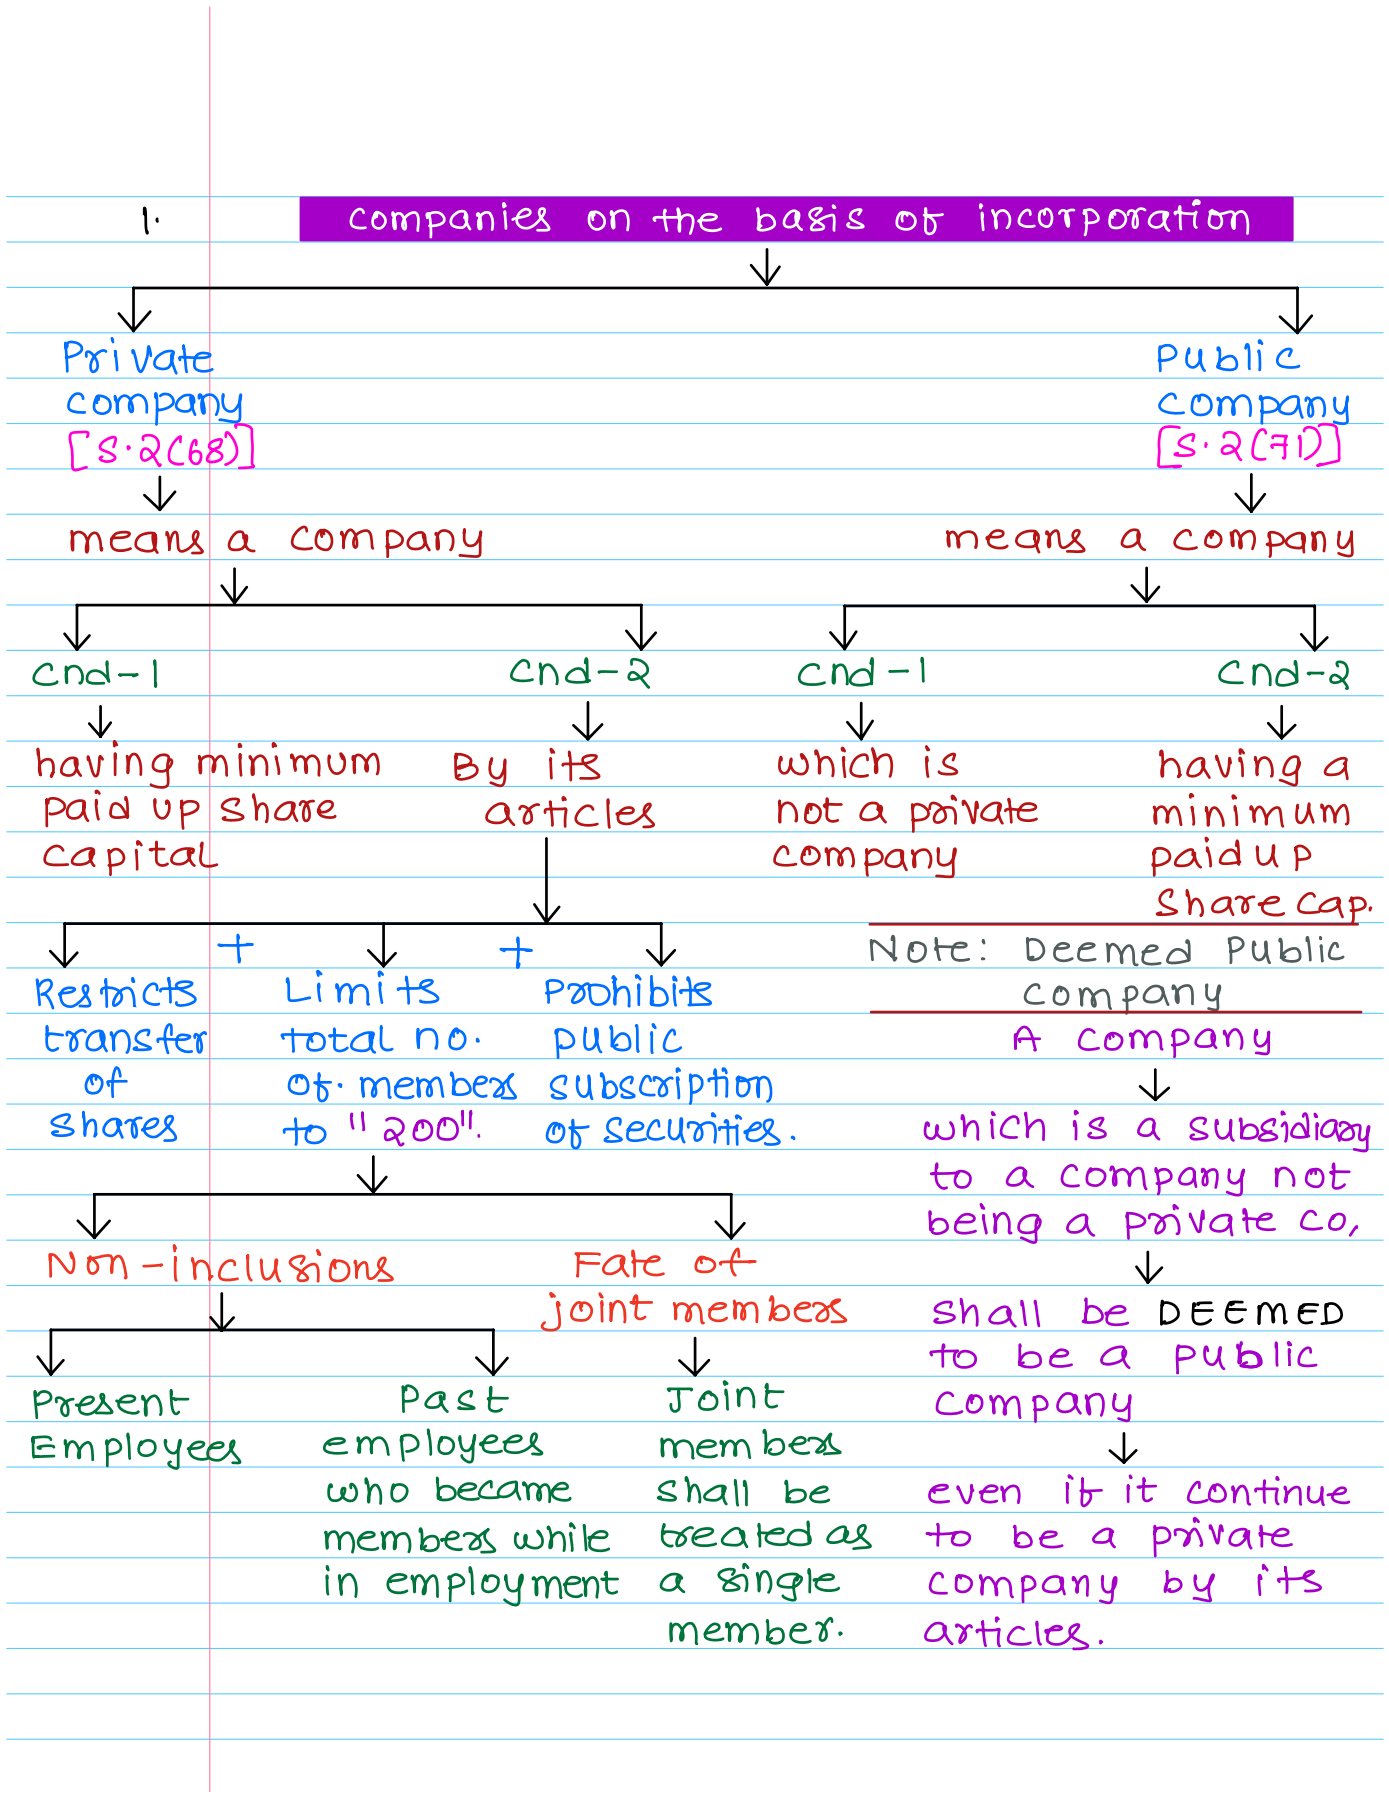 1. companies on the basis of incorporation
Private
company
[S.2(68)]
means a company
Cnd-1
having minimum
paid up share
capital
Cnd-2
By its
articles
Restricts
transfer
of
shares
+
Limits
total no.
of. members
to "200".
+
Prohibits
public
subscription
of securities.
Non-inclusions
Present
Employees
Past
employees
who became
members while
in employment
Fate of
joint members
Joint
members
shall be
treated as
a single
member.
Public
company
[S.2(71)]
means a company
Cnd-1
which is
not a private
company
Cnd-2
having a
minimum
paid up
share cap.
Note: Deemed Public
company
A company
which is a subsidiary
to a company not
being a private co,
shall be DEEMED
to be a public
company
even if it continue
to be a private
company by its
articles.